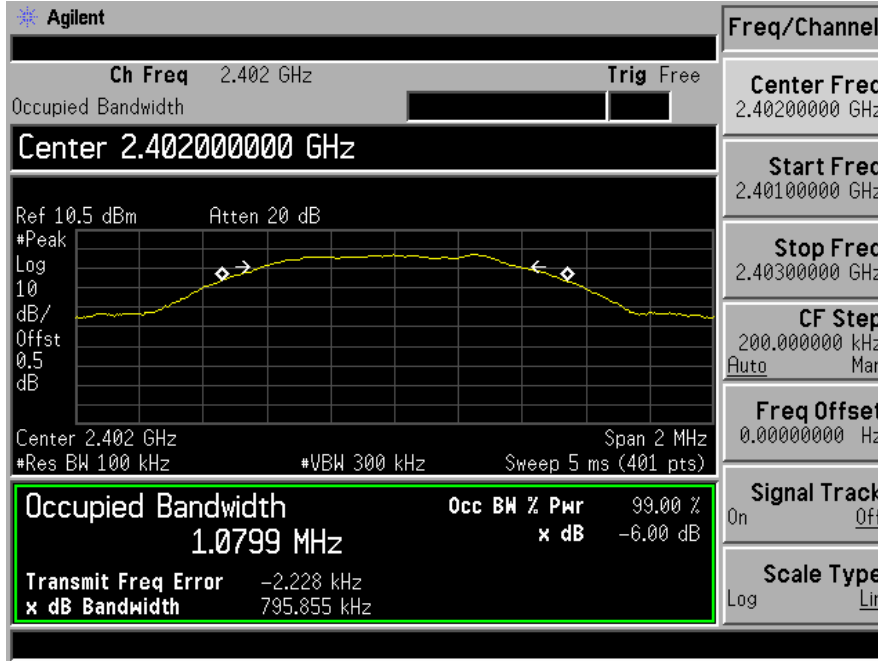 Agilent
Freq/Channel
Ch Freq 2.402 GHz Trig Free
Occupied Bandwidth
Center 2.402000000 GHz
Ref 10.5 dBm Atten 20 dB
#Peak
Log
10
dB/
Offst
0.5
dB
Center 2.402 GHz Span 2 MHz
#Res BW 100 kHz #VBW 300 kHz Sweep 5 ms (401 pts)
Occupied Bandwidth
1.0799 MHz
Occ BW % Pwr 99.00 %
x dB -6.00 dB
Transmit Freq Error -2.228 kHz
x dB Bandwidth 795.855 kHz
Center Freq
2.40200000 GHz
Start Freq
2.40100000 GHz
Stop Freq
2.40300000 GHz
CF Step
200.000000 kHz
Auto Man
Freq Offset
0.00000000 Hz
Signal Track
On Off
Scale Type
Log Lin